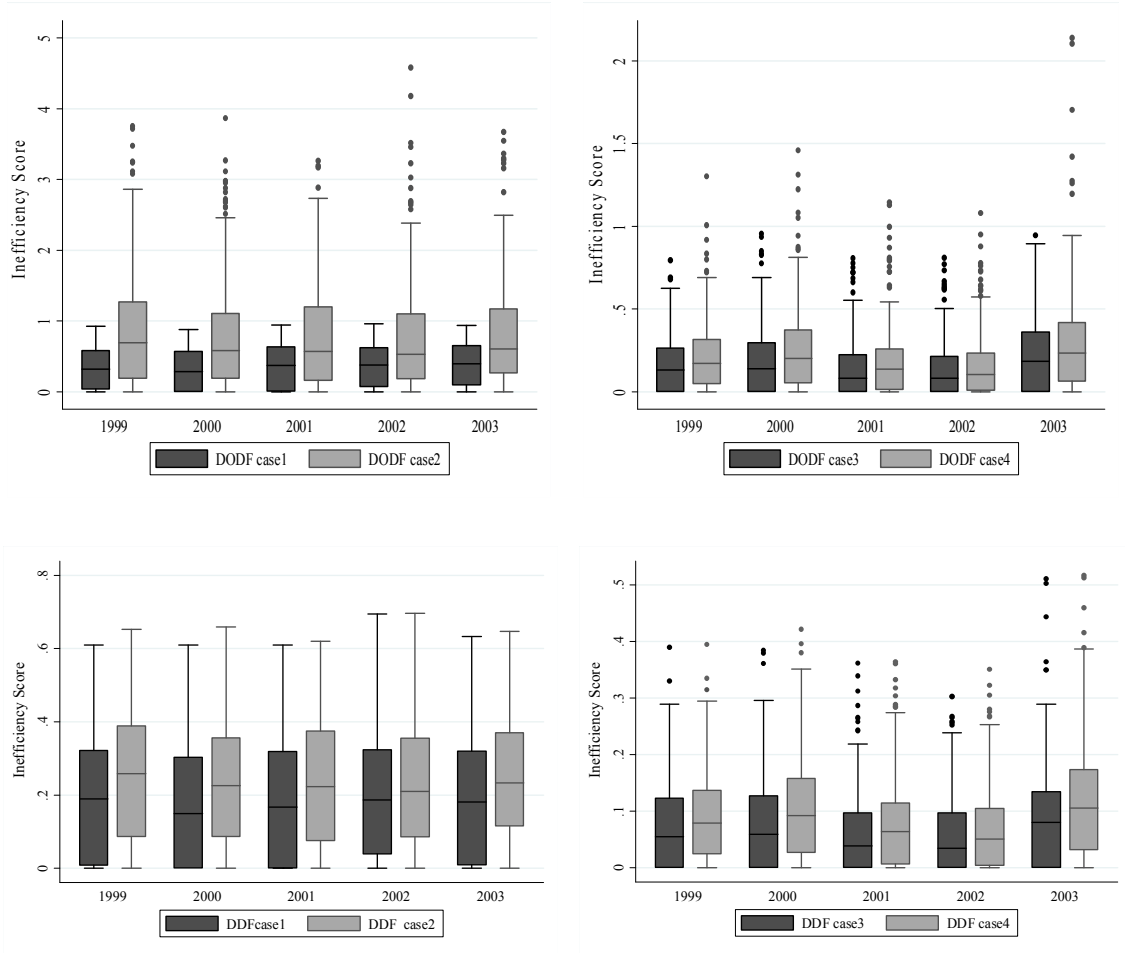 Inefficiency Score
5
4
3
2
1
0
1999 2000 2001 2002 2003
DODF case1 DODF case2
Inefficiency Score
2
1.5
1
.5
0
1999 2000 2001 2002 2003
DODF case3 DODF case4
Inefficiency Score
.8
.6
.4
.2
0
1999 2000 2001 2002 2003
DDFcase1 DDF case2
Inefficiency Score
.5
.4
.3
.2
.1
0
1999 2000 2001 2002 2003
DDF case3 DDF case4